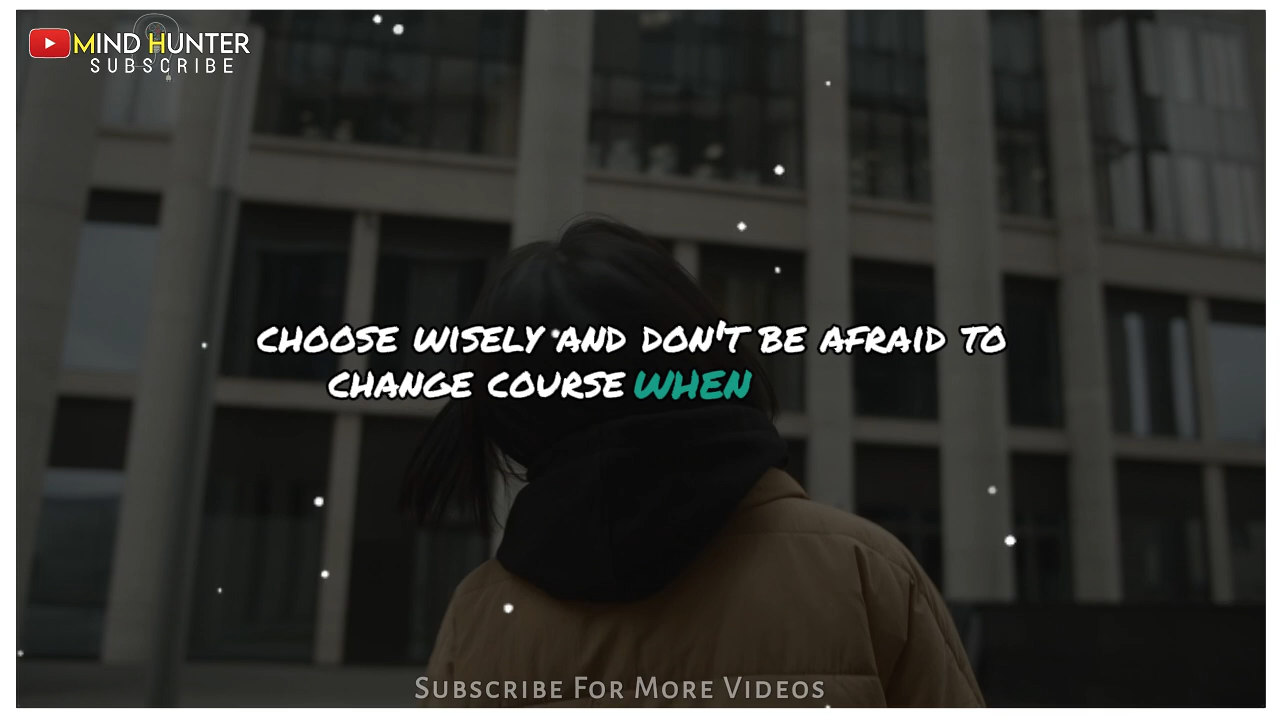 MIND HUNTER
SUBSCRIBE
CHOOSE WISELY AND DON'T BE AFRAID TO
CHANGE COURSE WHEN
SUBSCRIBE FOR MORE VIDEOS